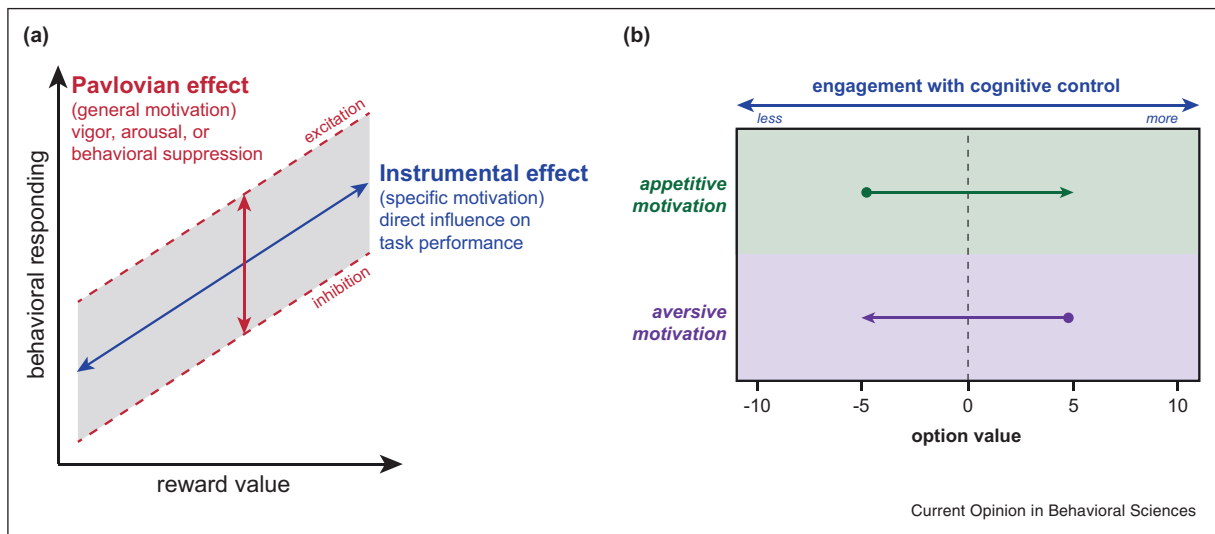 (a)
Pavlovian effect
(general motivation)
vigor, arousal, or
behavioral suppression
excitation
Instrumental effect
(specific motivation)
direct influence on
task performance
inhibition
behavioral responding
reward value
(b)
engagement with cognitive control
less
more
appetitive
motivation
aversive
motivation
-10
-5
0
5
10
option value
Current Opinion in Behavioral Sciences